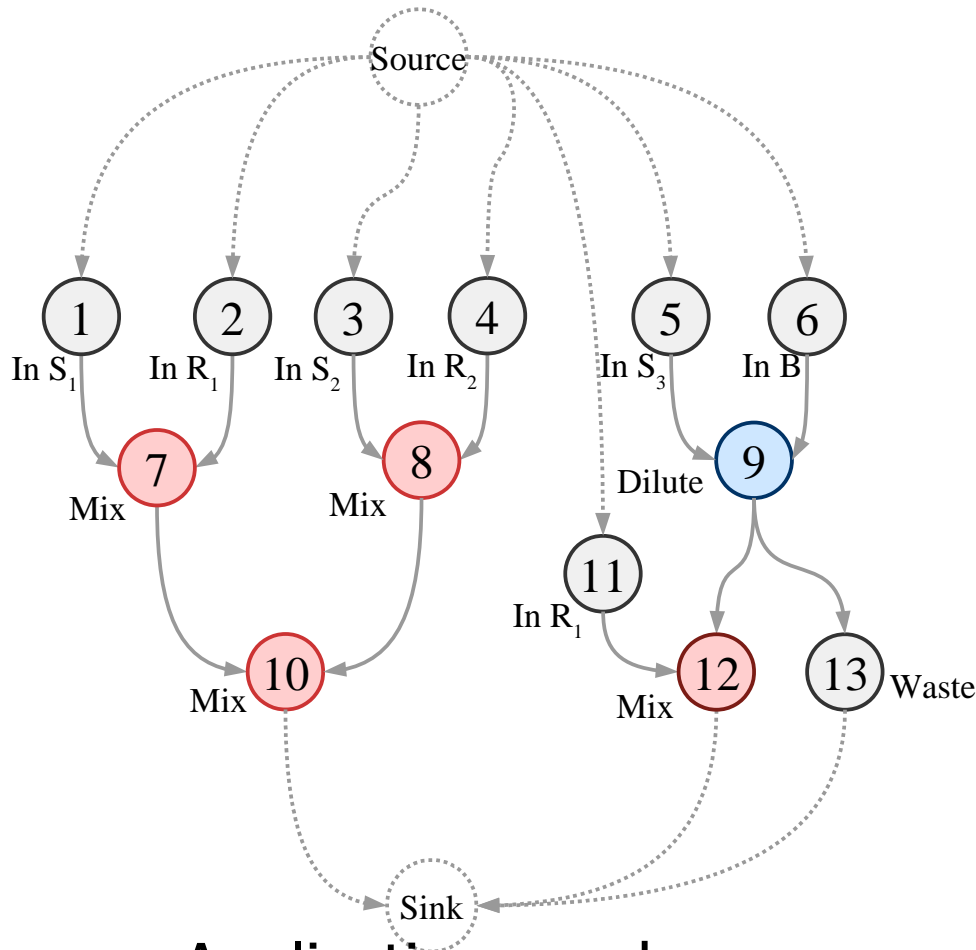 Source
1
2
3
4
5
6
In S1
In R1
In S2
In R2
In S3
In B
7
8
9
Mix
Mix
Dilute
11
In R1
10
12
13
Mix
Mix
Waste
Sink